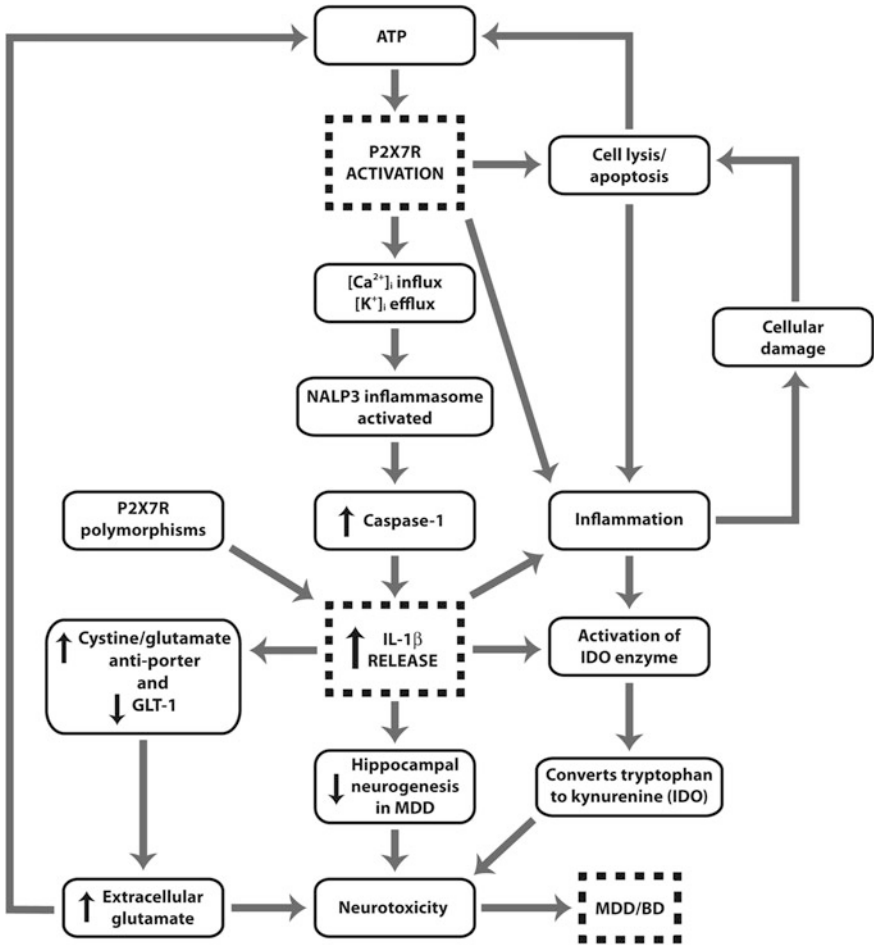 ATP
P2X7R
ACTIVATION
Cell lysis/
apoptosis
[Ca²⁺]ᵢ influx
[K⁺]ᵢ efflux
Cellular
damage
NALP3 inflammasome
activated
P2X7R
polymorphisms
↑ Caspase-1
Inflammation
↑ Cystine/glutamate
anti-porter
and
↓ GLT-1
↑ IL-1β
RELEASE
Activation of
IDO enzyme
↓ Hippocampal
neurogenesis
in MDD
Converts tryptophan
to kynurenine (IDO)
↑ Extracellular
glutamate
Neurotoxicity
MDD/BD